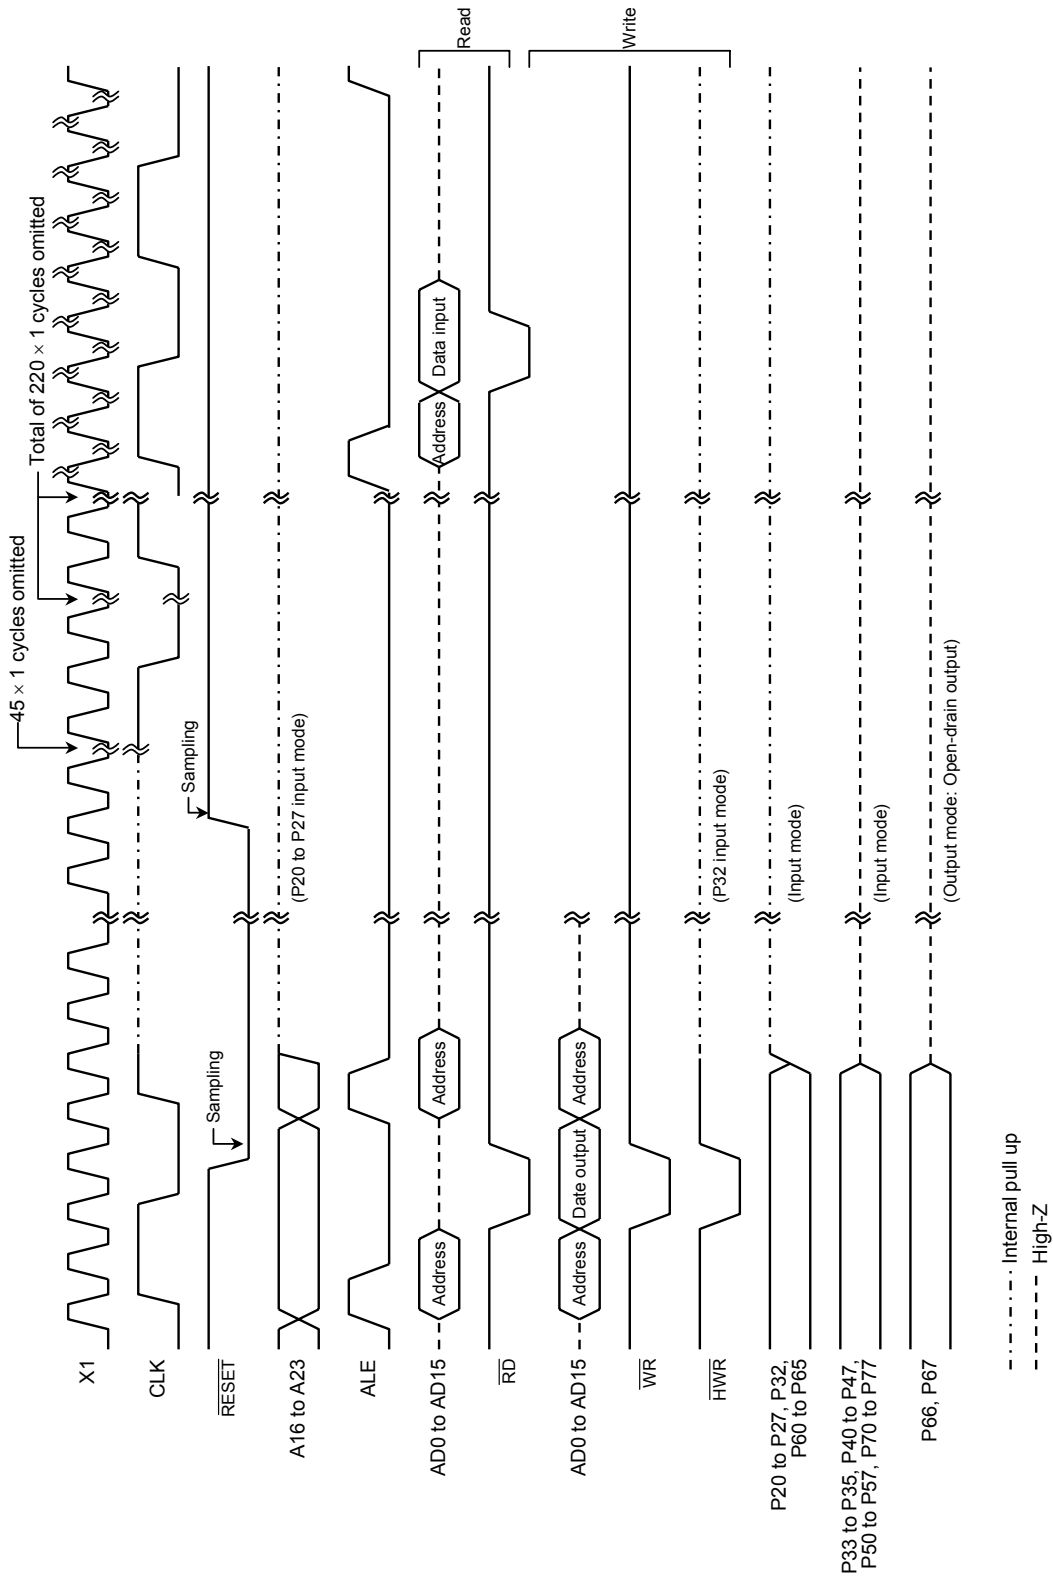 45 × 1 cycles omitted
Total of 220 × 1 cycles omitted
X1
CLK
Sampling
Sampling
RESET
A16 to A23
(P20 to P27 input mode)
ALE
AD0 to AD15
Address
Address
Address
Data input
Read
RD
AD0 to AD15
Address
Date output
Address
Write
WR
HWR
(P32 input mode)
P20 to P27, P32,
P60 to P65
(Input mode)
P33 to P35, P40 to P47,
P50 to P57, P70 to P77
(Input mode)
P66, P67
(Output mode: Open-drain output)
Internal pull up
High-Z